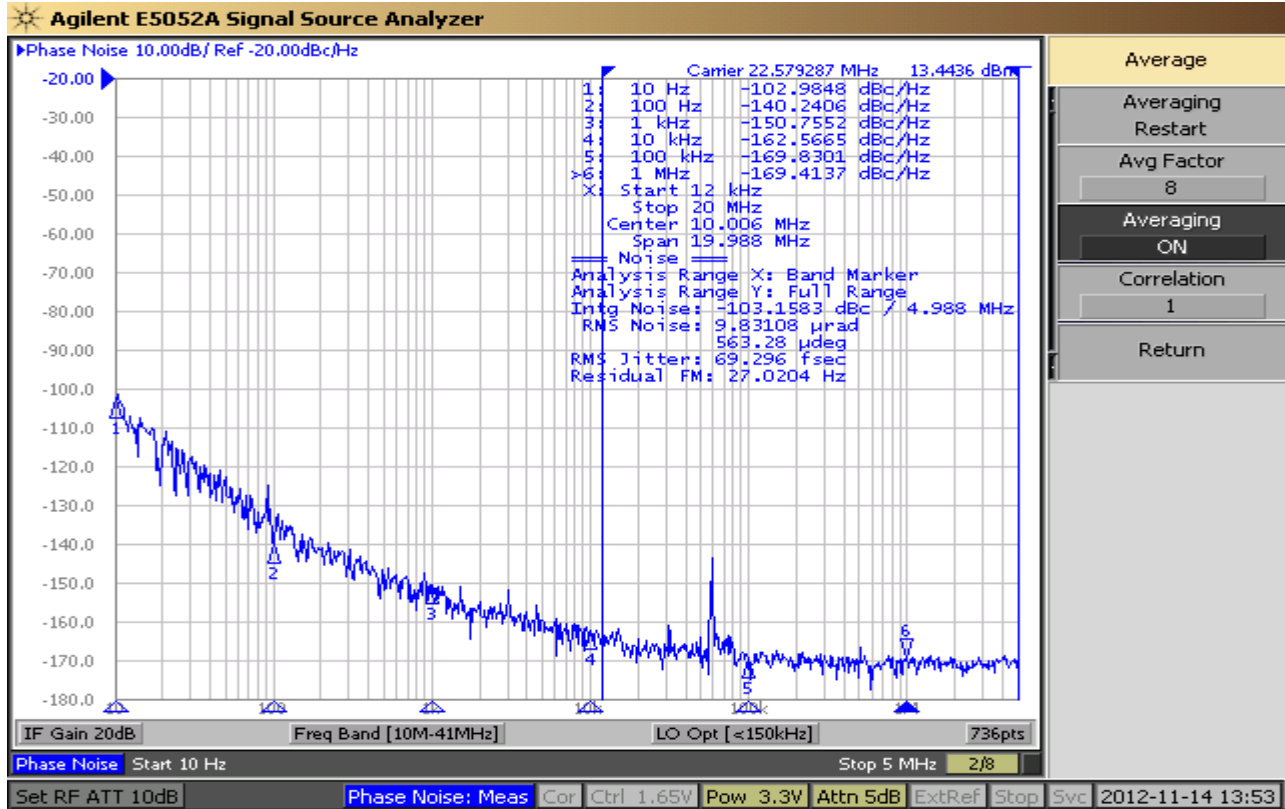 Agilent E5052A Signal Source Analyzer
▶Phase Noise 10.00dB/ Ref -20.00dBc/Hz
Carrier 22.579287 MHz 13.4436 dBm
1: 10 Hz -102.9848 dBc/Hz
2: 100 Hz -140.2406 dBc/Hz
3: 1 kHz -150.7552 dBc/Hz
4: 10 kHz -162.5665 dBc/Hz
5: 100 kHz -169.8301 dBc/Hz
>6: 1 MHz -169.4137 dBc/Hz
X: Start 12 kHz
Stop 20 MHz
Center 10.006 MHz
Span 19.988 MHz
=== Noise ===
Analysis Range X: Band Marker
Analysis Range Y: Full Range
Intg Noise: -103.1583 dBc / 4.988 MHz
RMS Noise: 9.83108 µrad
563.28 µdeg
RMS Jitter: 69.296 fsec
Residual FM: 27.0204 Hz
-20.00
-30.00
-40.00
-50.00
-60.00
-70.00
-80.00
-90.00
-100.0
-110.0
-120.0
-130.0
-140.0
-150.0
-160.0
-170.0
-180.0
1
2
3
4
5
6
IF Gain 20dB
Freq Band [10M-41MHz]
LO Opt [<150kHz]
736pts
Phase Noise Start 10 Hz
Stop 5 MHz 2/8
Average
Averaging
Restart
Avg Factor
8
Averaging
ON
Correlation
1
Return
Set RF ATT 10dB
Phase Noise: Meas Cor Ctrl 1.65V Pow 3.3V Attn 5dB ExtRef Stop Svc 2012-11-14 13:53